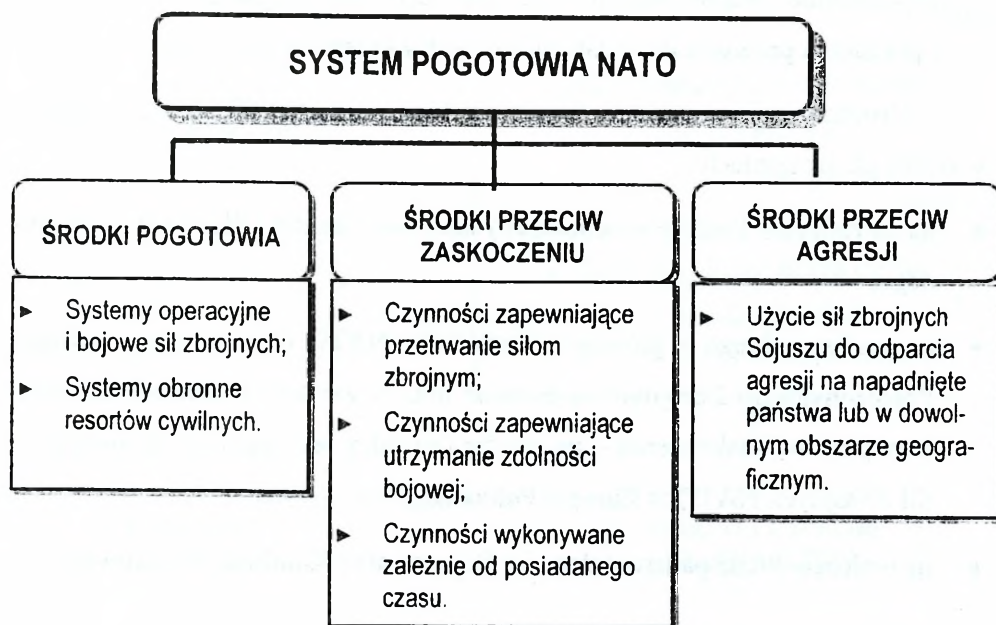 SYSTEM POGOTOWIA NATO
ŚRODKI POGOTOWIA
► Systemy operacyjne
i bojowe sił zbrojnych;
► Systemy obronne
resortów cywilnych.
ŚRODKI PRZECIW
ZASKOCZENIU
► Czynności zapewniające
przetrwanie siłom
zbrojnym;
► Czynności zapewniające
utrzymanie zdolności
bojowej;
► Czynności wykonywane
zależnie od posiadanego
czasu.
ŚRODKI PRZECIW
AGRESJI
► Użycie sił zbrojnych
Sojuszu do odparcia
agresji na napadnięte
państwa lub w dowol-
nym obszarze geogra-
ficznym.